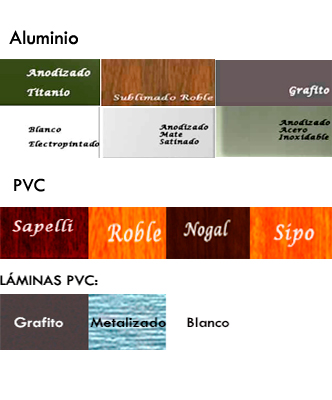 Aluminio
Anodizado
Titanio
Sublimado Roble
Grafito
Blanco
Electropintado
Anodizado
Mate
Satinado
Anodizado
Acero
Inoxidable
PVC
Sapelli
Roble
Nogal
Sipo
LÁMINAS PVC:
Grafito
Metalizado
Blanco